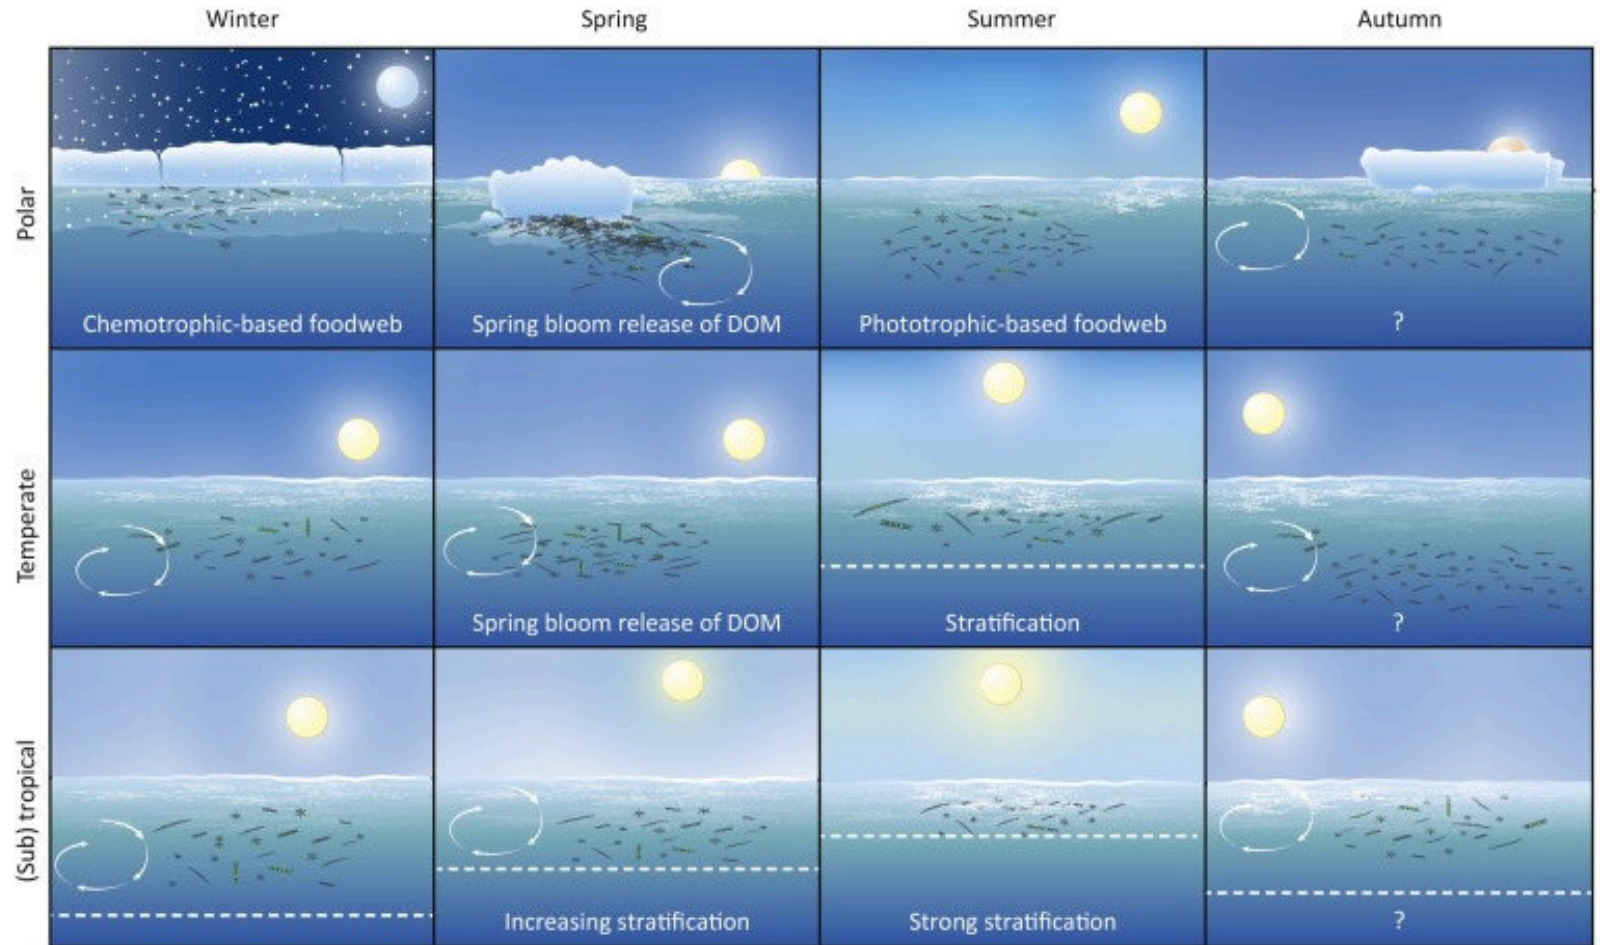 Winter
Spring
Summer
Autumn
Polar
Chemotrophic-based foodweb
Spring bloom release of DOM
Phototrophic-based foodweb
?
Temperate
Spring bloom release of DOM
Stratification
?
(Sub) tropical
Increasing stratification
Strong stratification
?